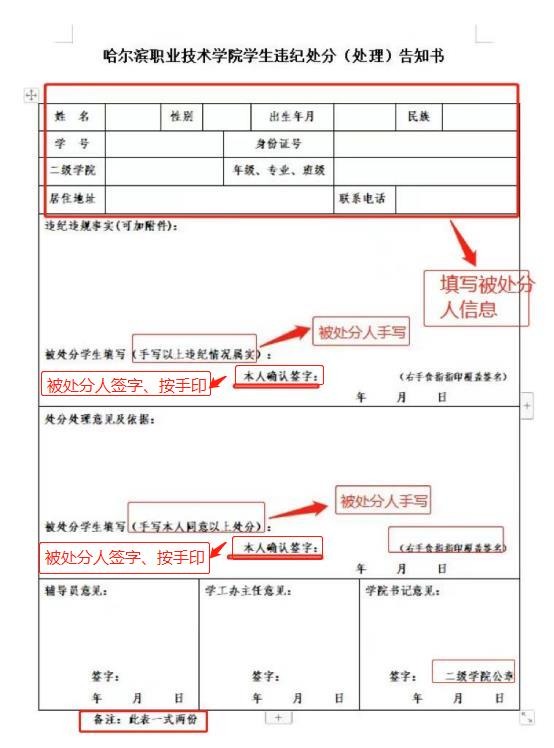 哈尔滨职业技术学院学生违纪处分（处理）告知书
姓 名 性别 出生年月 民族
学 号 身份证号
二级学院 年级、专业、班级
居住地址 联系电话
违纪违规事实(可加附件)：
填写被处分
人信息
被处分人手写
被处分学生填写（手写以上违纪情况属实）：
被处分人签字、按手印 本人确认签字： （右手食指指印覆盖签名）
年 月 日
处分处理意见及依据：
被处分人手写
被处分学生填写（手写本人同意以上处分）：
被处分人签字、按手印 本人确认签字： （右手食指指印覆盖签名）
年 月 日
辅导员意见： 学工办主任意见： 学院书记意见：
签字： 签字： 签字： 二级学院公章
年 月 日 年 月 日 年 月 日
备注：此表一式两份